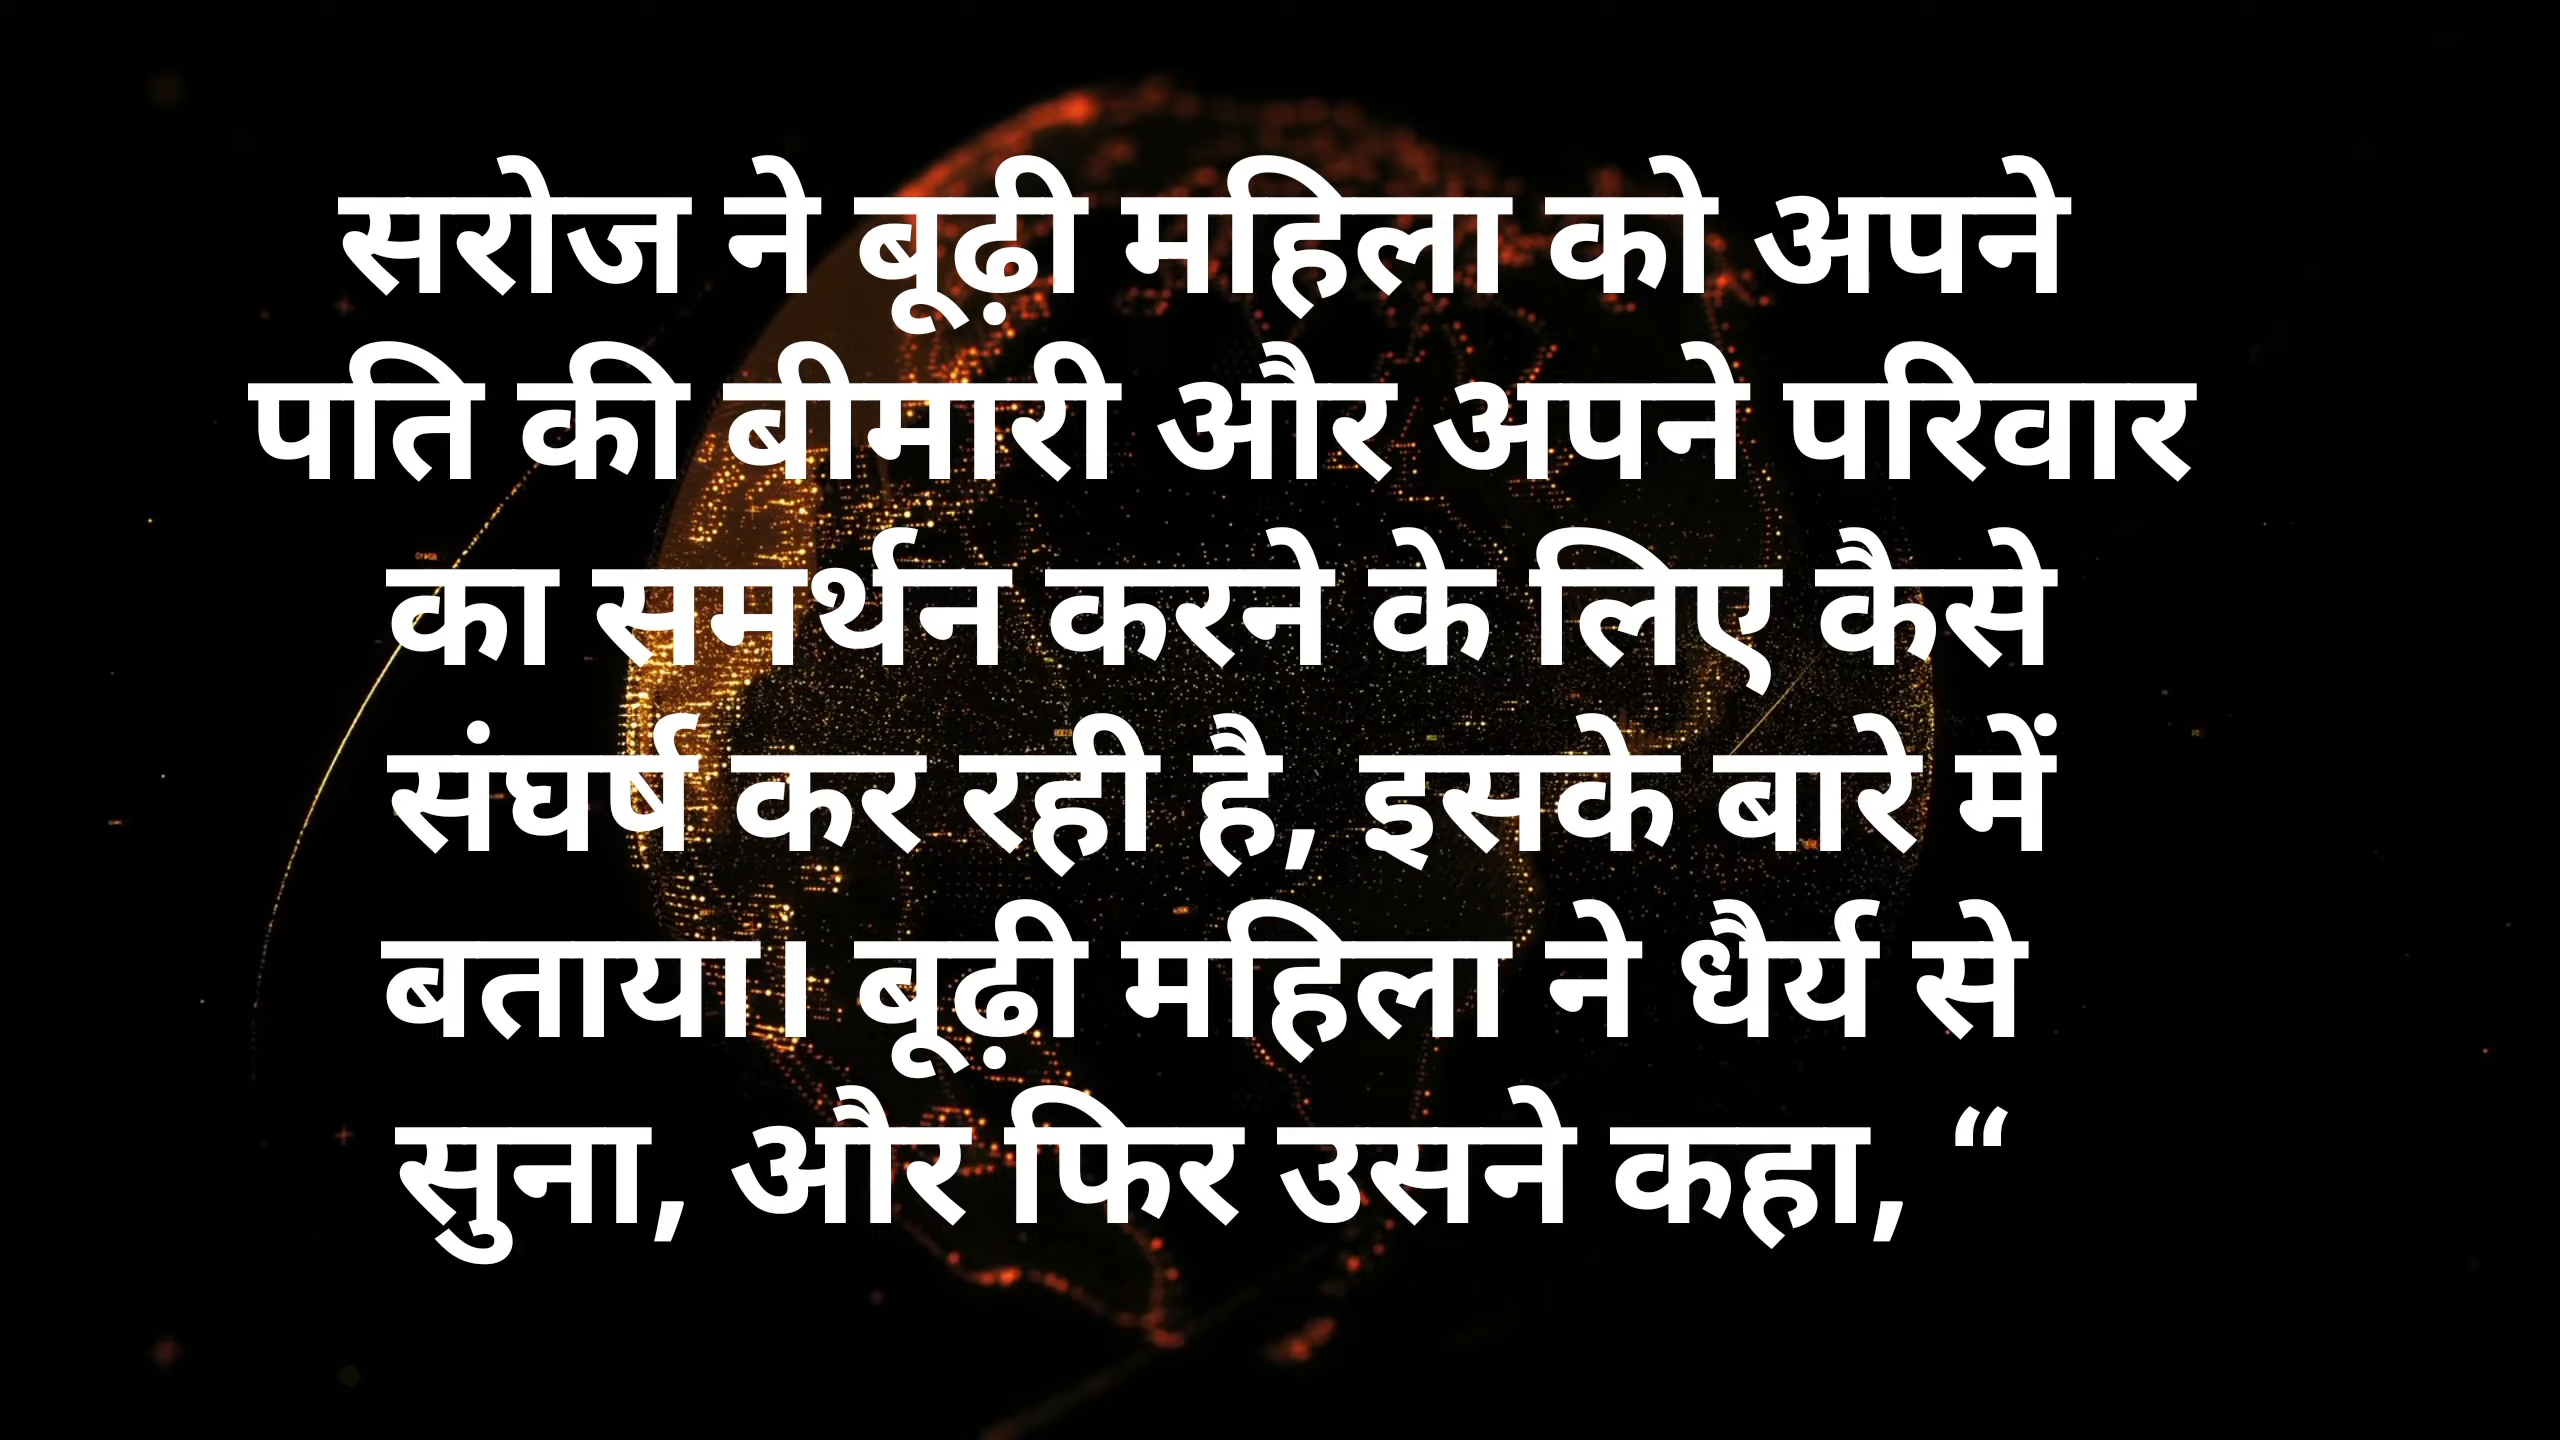 सरोज ने बूढ़ी महिला को अपने
पति की बीमारी और अपने परिवार
का समर्थन करने के लिए कैसे
संघर्ष कर रही है, इसके बारे में
बताया। बूढ़ी महिला ने धैर्य से
सुना, और फिर उसने कहा, “